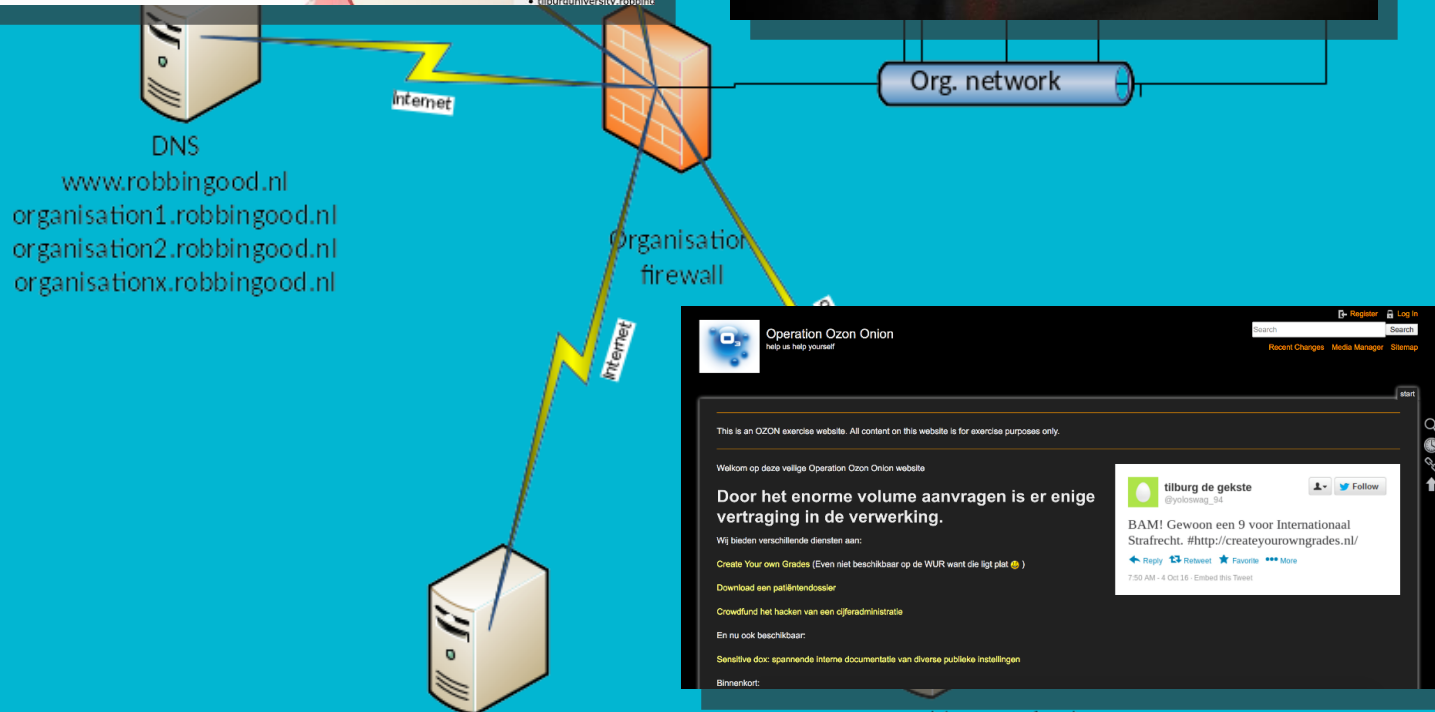 Org. network
internet
DNS
www.robbingood.nl
organisation1.robbingood.nl
organisation2.robbingood.nl
organisationx.robbingood.nl
Organisation
firewall
Internet
Register Log In
Operation Ozon Onion
help us help yourself
Search Search
Recent Changes Media Manager Sitemap
start
This is an OZON exercise website. All content on this website is for exercise purposes only.
Welkom op deze veilige Operation Ozon Onion website
Door het enorme volume aanvragen is er enige
vertraging in de verwerking.
Wij bieden verschillende diensten aan:
Create Your own Grades (Even niet beschikbaar op de WUR want die ligt plat )
Download een patiëntendossier
Crowdfund het hacken van een cijferadministratie
En nu ook beschikbaar:
Sensitive dox: spannende interne documentatie van diverse publieke instellingen
Binnenkort:
tilburg de gekste
@yoloswag_94
Follow
BAM! Gewoon een 9 voor Internationaal
Strafrecht. #http://createyourowngrades.nl/
Reply Retweet Favorite More
7:50 AM - 4 Oct 16 · Embed this Tweet